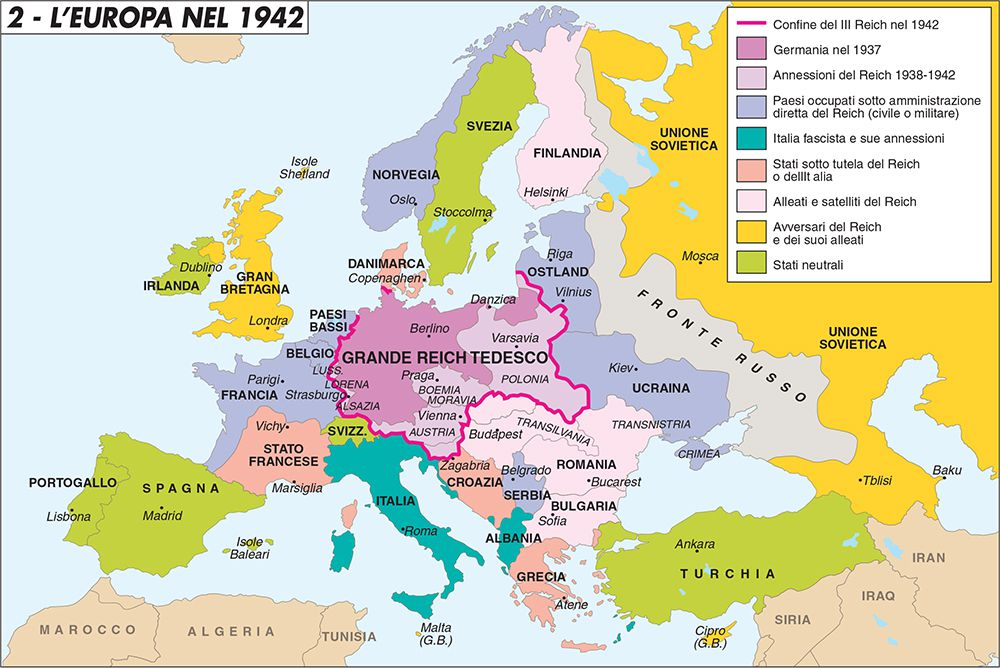 2 - L'EUROPA NEL 1942
Confine del III Reich nel 1942
Germania nel 1937
Annessioni del Reich 1938-1942
Paesi occupati sotto amministrazione
diretta del Reich (civile o militare)
Italia fascista e sue annessioni
Stati sotto tutela del Reich
o delIIt alia
Alleati e satelliti del Reich
Avversari del Reich
e dei suoi alleati
Stati neutrali
SVEZIA
UNIONE
SOVIETICA
FINLANDIA
Isole
Shetland
NORVEGIA
Helsinki
Oslo
Stoccolma
Riga
Mosca
DANIMARCA
Copenaghen
OSTLAND
Dublino
IRLANDA
GRAN
BRETAGNA
Vilnius
Danzica
Londra
PAESI
BASSI
Berlino
FRONTE RUSSO
UNIONE
SOVIETICA
Varsavia
BELGIO
GRANDE REICH TEDESCO
LUSS.
Kiev
Praga
POLONIA
Parigi
LORENA
BOEMIA
UCRAINA
FRANCIA
Strasburgo
MORAVIA
ALSAZIA
Vienna
Vichy
SVIZZ.
AUSTRIA
Budapest
TRANSILVANIA
TRANSNISTRIA
STATO
FRANCESE
CRIMEA
Zagabria
Belgrado
ROMANIA
Baku
Marsiglia
CROAZIA
Bucarest
Tblisi
PORTOGALLO
SPAGNA
ITALIA
SERBIA
BULGARIA
Lisbona
Madrid
Sofia
Roma
ALBANIA
Isole
Baleari
Ankara
IRAN
GRECIA
TURCHIA
Atene
IRAQ
MAROCCO
ALGERIA
TUNISIA
Malta
(G.B.)
Cipro
(G.B.)
SIRIA